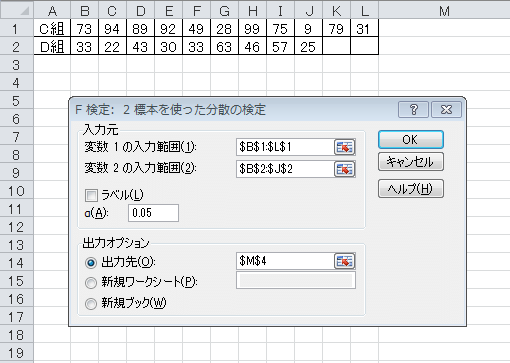 A B C D E F G H I J K L M
1 C組 73 94 89 92 49 28 99 75 9 79 31
2 D組 33 22 43 30 33 63 46 57 25
3
4
5
F 検定: 2 標本を使った分散の検定
6
入力元
7
変数 1 の入力範囲(1): $B$1:$L$1 OK
8
変数 2 の入力範囲(2): $B$2:$J$2 キャンセル
9
ラベル(L) ヘルプ(H)
10
α(A): 0.05
11
12
13
出力オプション
14
出力先(O): $M$4
15
新規ワークシート(P):
16
新規ブック(W)
17
18
19